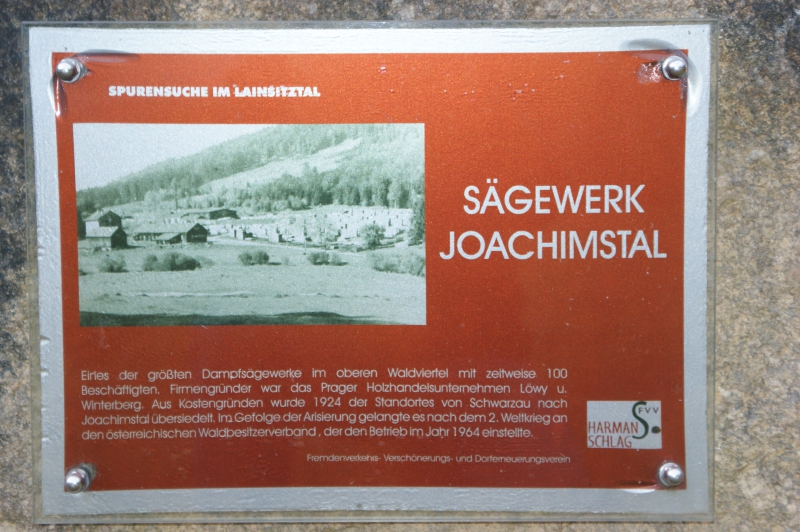 SPURENSUCHE IM LAINSITZTAL
SÄGEWERK
JOACHIMSTAL
Eines der größten Dampfsägewerke im oberen Waldviertel mit zeitweise 100
Beschäftigten. Firmengründer war das Prager Holzhandelsunternehmen Löwy u.
Winterberg. Aus Kostengründen wurde 1924 der Standortes von Schwarzau nach
Joachimstal übersiedelt. Im Gefolge der Arisierung gelangte es nach dem 2. Weltkrieg an
den österreichischen Waldbesitzerverband , der den Betrieb im Jahr 1964 einstellte.
Fremdenverkehrs- Verschönerungs- und Dorferneuerungsverein
FVV
HARMAN S.
SCHLAG